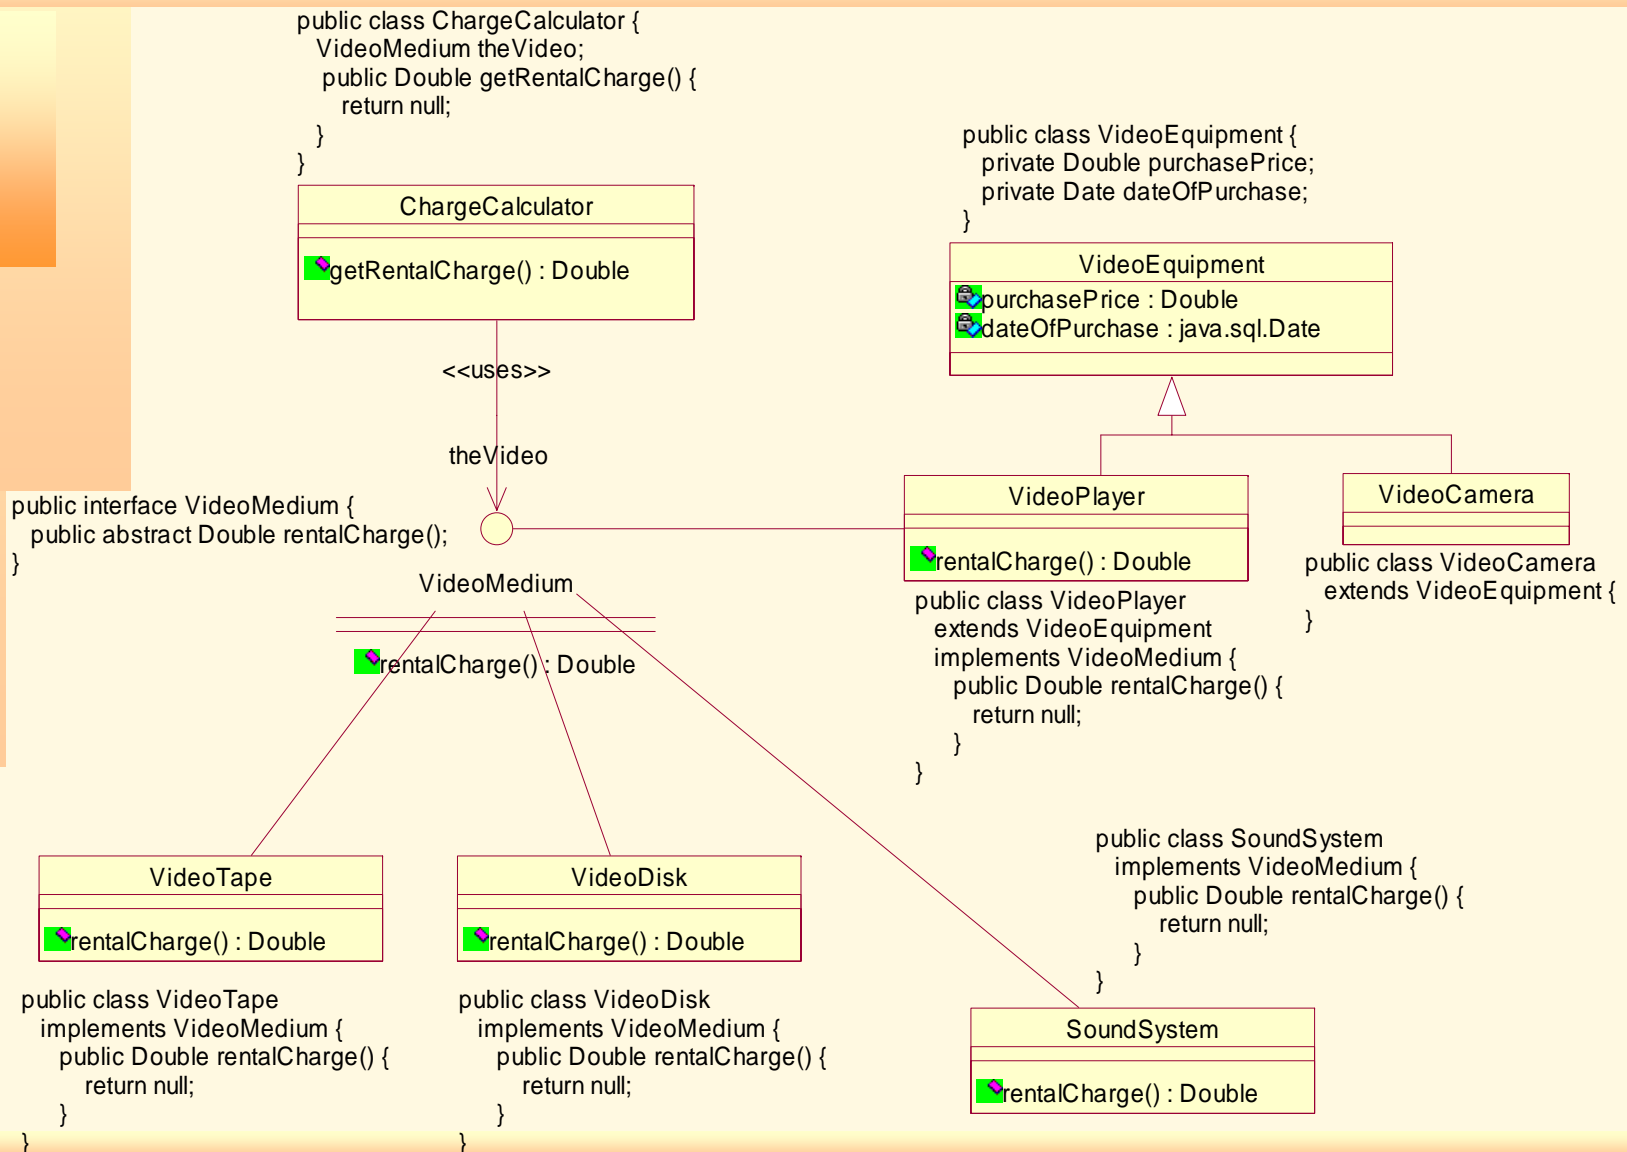 public class ChargeCalculator {
VideoMedium theVideo;
public Double getRentalCharge() {
return null;
}
}
ChargeCalculator
getRentalCharge() : Double
<<uses>>
theVideo
public class VideoEquipment {
private Double purchasePrice;
private Date dateOfPurchase;
}
VideoEquipment
purchasePrice : Double
dateOfPurchase : java.sql.Date
public interface VideoMedium {
public abstract Double rentalCharge();
}
VideoMedium
rentalCharge() : Double
VideoPlayer
rentalCharge() : Double
public class VideoPlayer
extends VideoEquipment
implements VideoMedium {
public Double rentalCharge() {
return null;
}
}
VideoCamera
public class VideoCamera
extends VideoEquipment {
}
VideoTape
rentalCharge() : Double
public class VideoTape
implements VideoMedium {
public Double rentalCharge() {
return null;
}
}
VideoDisk
rentalCharge() : Double
public class VideoDisk
implements VideoMedium {
public Double rentalCharge() {
return null;
}
}
public class SoundSystem
implements VideoMedium {
public Double rentalCharge() {
return null;
}
}
SoundSystem
rentalCharge() : Double